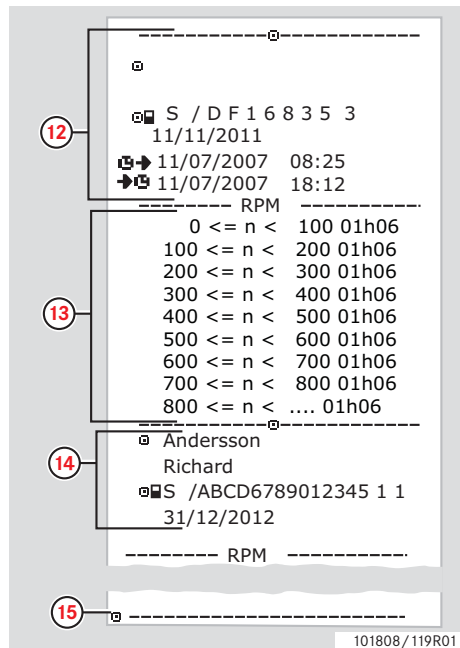 S / D F 1 6 8 3 5 3
11/11/2011
12
11/07/2007 08:25
11/07/2007 18:12
RPM
0 <= n < 100 01h06
100 <= n < 200 01h06
200 <= n < 300 01h06
300 <= n < 400 01h06
13
400 <= n < 500 01h06
500 <= n < 600 01h06
600 <= n < 700 01h06
700 <= n < 800 01h06
800 <= n < .... 01h06
Andersson
14
Richard
S /ABCD6789012345 1 1
31/12/2012
RPM
15
101808/119R01